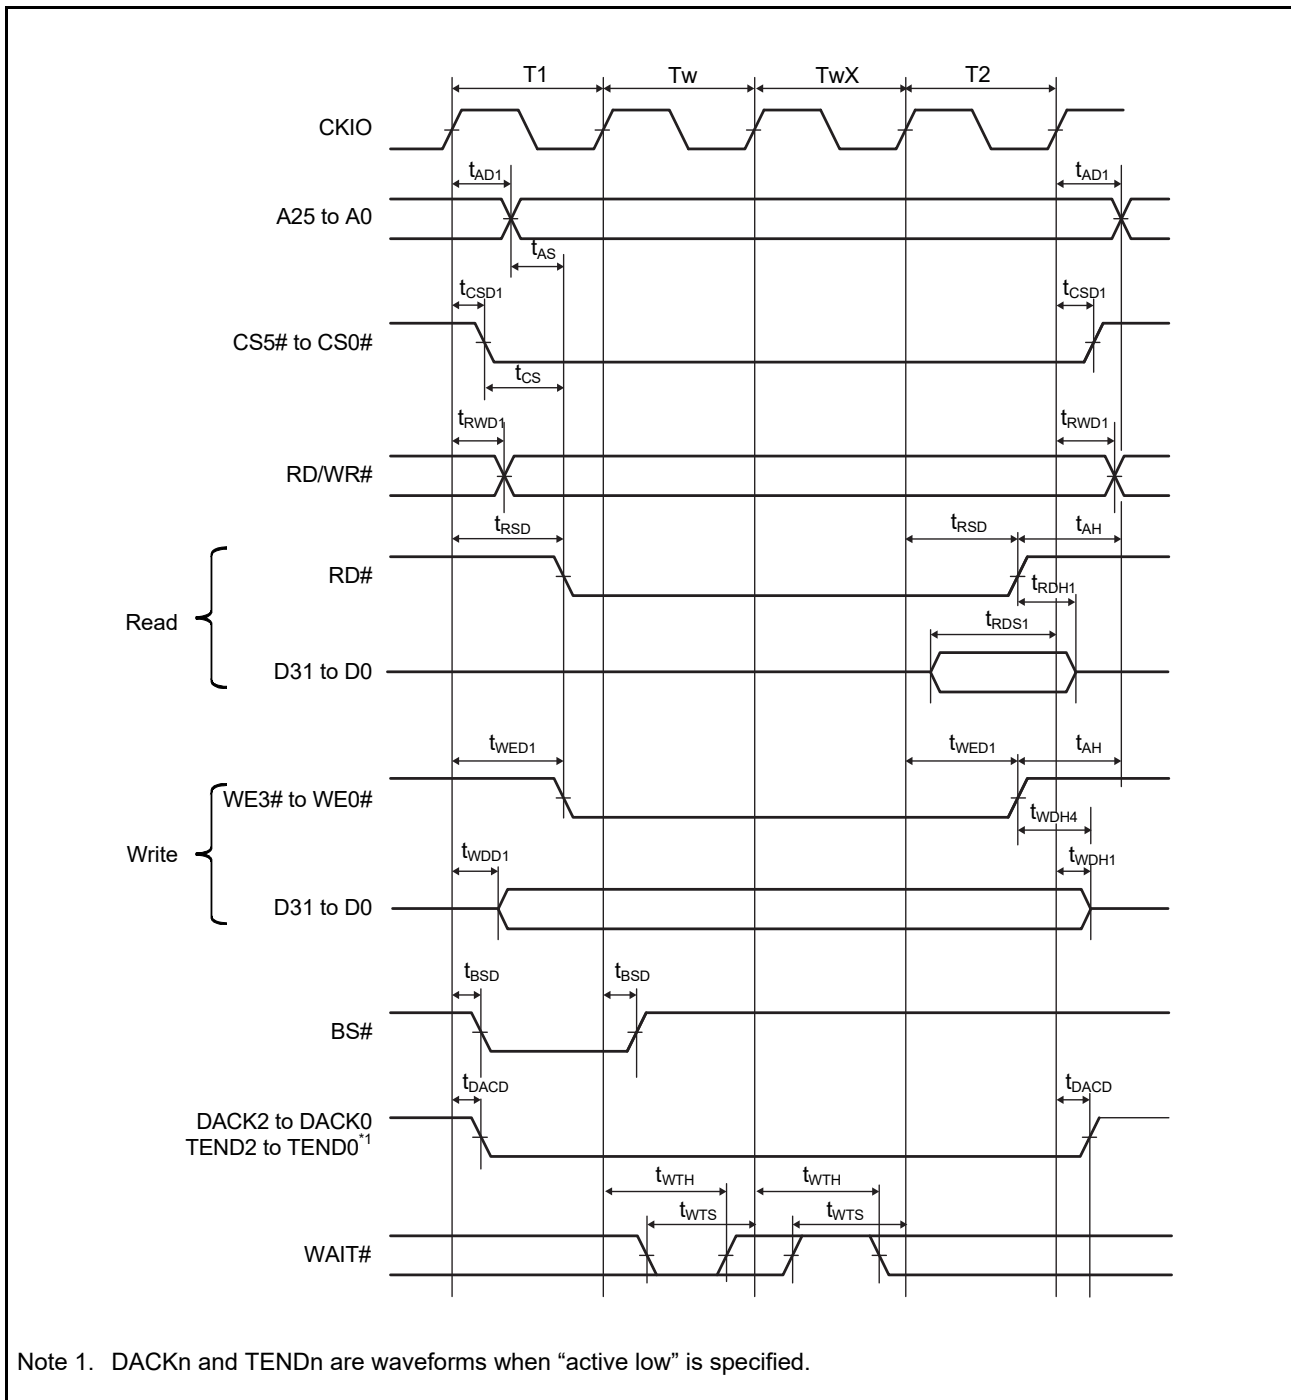 T1 Tw TwX T2
CKIO
tAD1 tAD1
A25 to A0
tAS
tCSD1 tCSD1
CS5# to CS0#
tCS
tRWD1 tRWD1
RD/WR#
tRSD tRSD tAH
RD#
tRDH1
Read
tRDS1
D31 to D0
tWED1 tWED1 tAH
WE3# to WE0#
tWDH4
Write
tWDD1 tWDH1
D31 to D0
tBSD tBSD
BS#
tDACD tDACD
DACK2 to DACK0
TEND2 to TEND0*1
tWTH tWTH
tWTS tWTS
WAIT#
Note 1. DACKn and TENDn are waveforms when “active low” is specified.